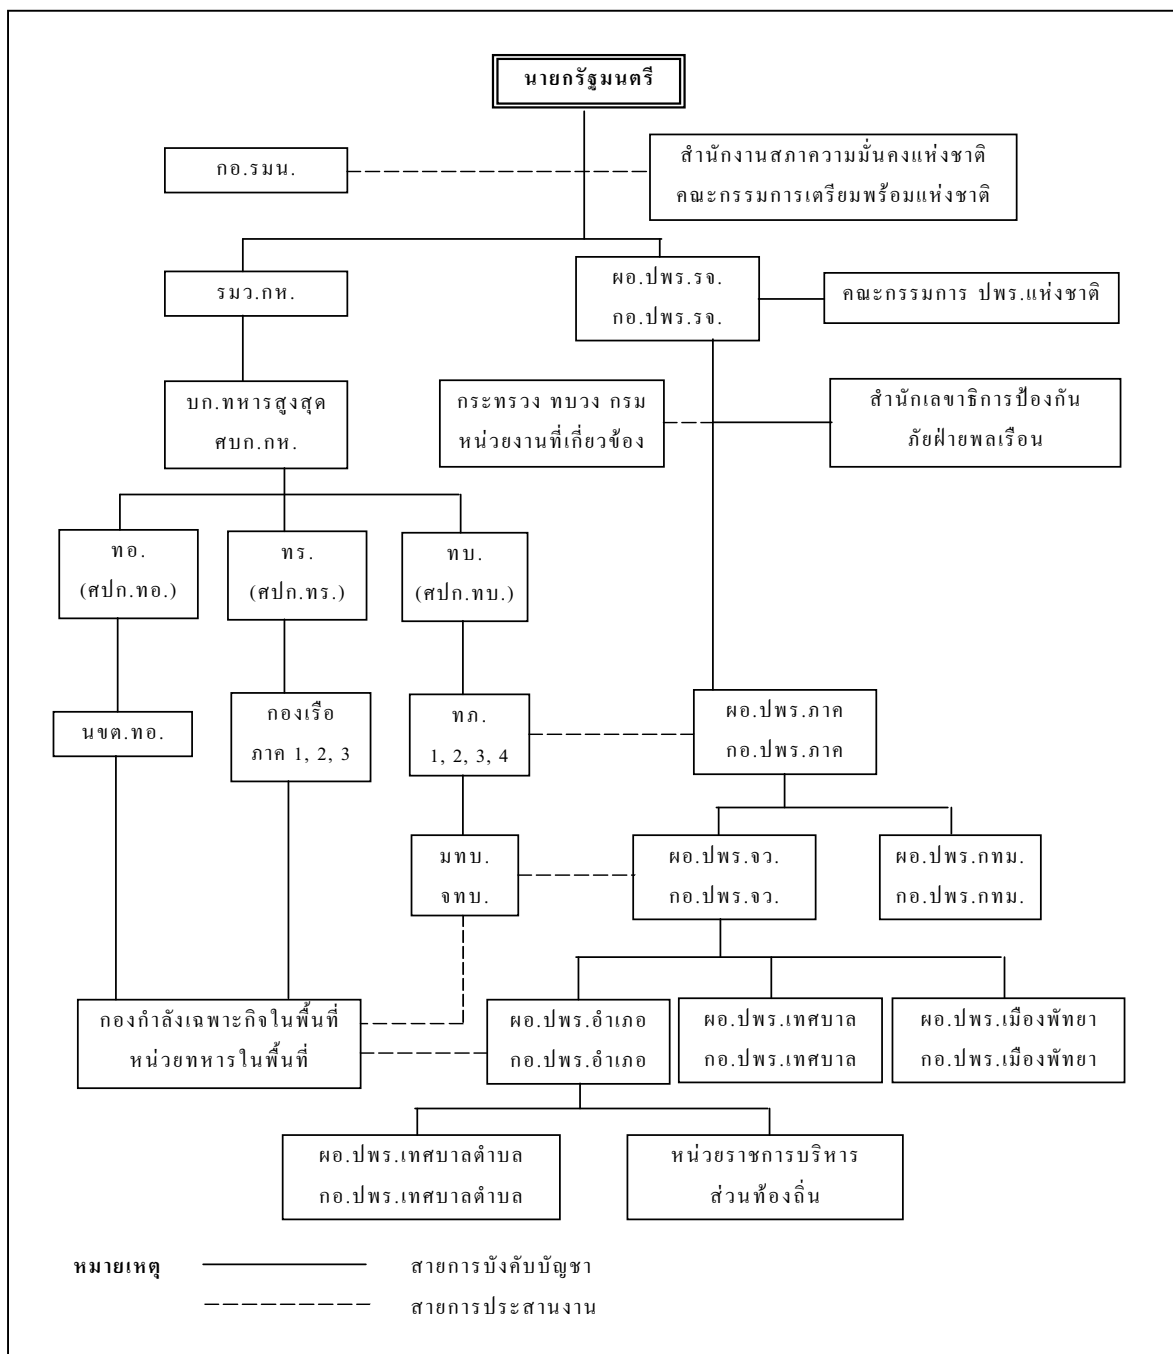 นายกรัฐมนตรี
กอ.รมน.
สำนักงานสภาความมั่นคงแห่งชาติ
คณะกรรมการเตรียมพร้อมแห่งชาติ
รมว.กห.
ผอ.ปพร.รจ.
กอ.ปพร.รจ.
คณะกรรมการ ปพร.แห่งชาติ
บก.ทหารสูงสุด
ศบก.กห.
กระทรวง ทบวง กรม
หน่วยงานที่เกี่ยวข้อง
สำนักเลขาธิการป้องกัน
ภัยฝ่ายพลเรือน
ทอ.
(ศปก.ทอ.)
ทร.
(ศปก.ทร.)
ทบ.
(ศปก.ทบ.)
นขต.ทอ.
กองเรือ
ภาค 1, 2, 3
ทภ.
1, 2, 3, 4
ผอ.ปพร.ภาค
กอ.ปพร.ภาค
มทบ.
จทบ.
ผอ.ปพร.จว.
กอ.ปพร.จว.
ผอ.ปพร.กทม.
กอ.ปพร.กทม.
กองกำลังเฉพาะกิจในพื้นที่
หน่วยทหารในพื้นที่
ผอ.ปพร.อำเภอ
กอ.ปพร.อำเภอ
ผอ.ปพร.เทศบาล
กอ.ปพร.เทศบาล
ผอ.ปพร.เมืองพัทยา
กอ.ปพร.เมืองพัทยา
ผอ.ปพร.เทศบาลตำบล
กอ.ปพร.เทศบาลตำบล
หน่วยราชการบริหาร
ส่วนท้องถิ่น
หมายเหตุ สายการบังคับบัญชา
สายการประสานงาน